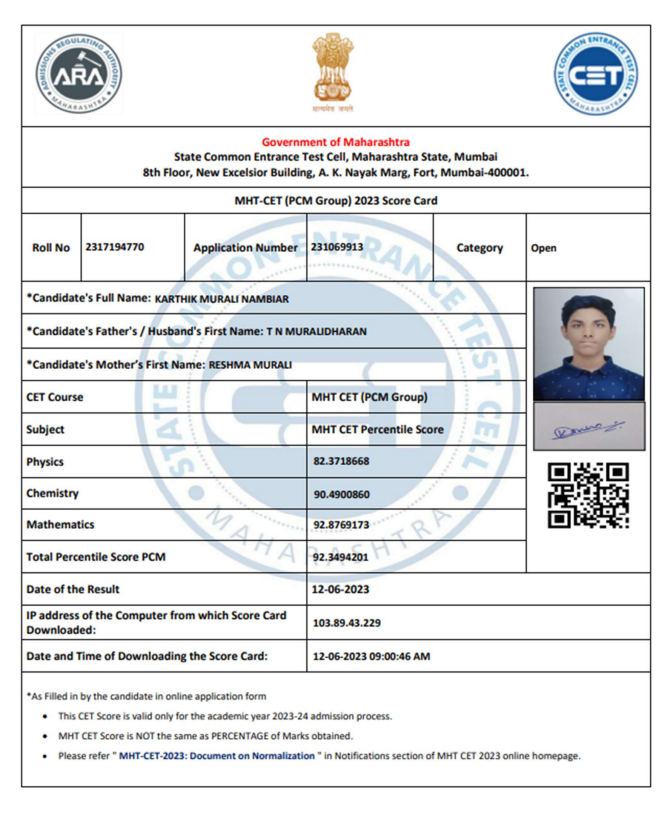 ADMISSIONS REGULATING AUTHORITY
ARA
MAHARASHTRA
सत्यमेव जयते
STATE COMMON ENTRANCE TEST CELL
CET
MAHARASHTRA
Government of Maharashtra
State Common Entrance Test Cell, Maharashtra State, Mumbai
8th Floor, New Excelsior Building, A. K. Nayak Marg, Fort, Mumbai-400001.
MHT-CET (PCM Group) 2023 Score Card
Roll No 2317194770 Application Number 231069913 Category Open
*Candidate's Full Name: KARTHIK MURALI NAMBIAR
*Candidate's Father's / Husband's First Name: T N MURALIDHARAN
*Candidate's Mother's First Name: RESHMA MURALI
CET Course MHT CET (PCM Group)
Subject MHT CET Percentile Score
Physics 82.3718668
Chemistry 90.4900860
Mathematics 92.8769173
Total Percentile Score PCM 92.3494201
Date of the Result 12-06-2023
IP address of the Computer from which Score Card
Downloaded: 103.89.43.229
Date and Time of Downloading the Score Card: 12-06-2023 09:00:46 AM
*As Filled in by the candidate in online application form
• This CET Score is valid only for the academic year 2023-24 admission process.
• MHT CET Score is NOT the same as PERCENTAGE of Marks obtained.
• Please refer " MHT-CET-2023: Document on Normalization " in Notifications section of MHT CET 2023 online homepage.
STATE COMMON ENTRANCE TEST CELL
CET
MAHARASHTRA